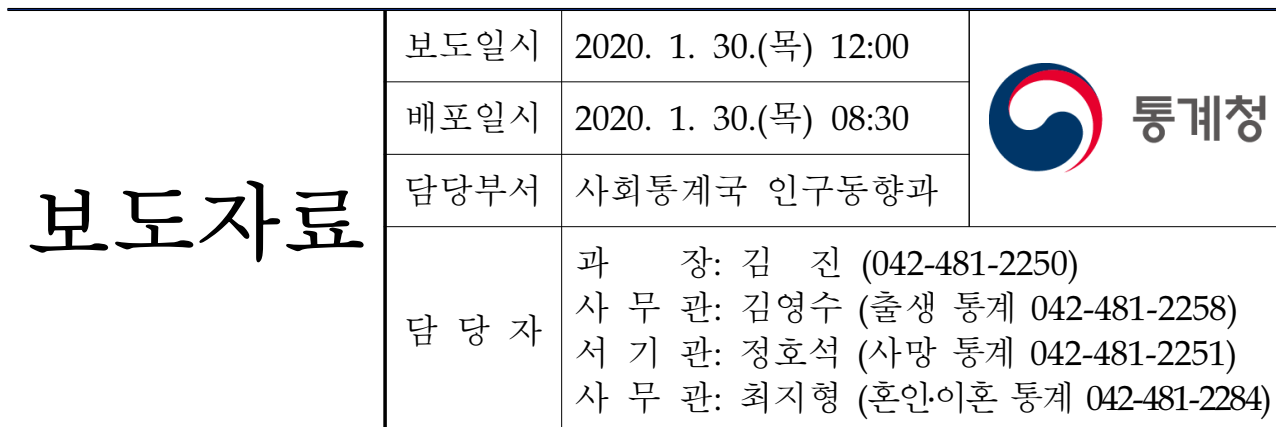 보도자료
보도일시 2020. 1. 30.(목) 12:00
배포일시 2020. 1. 30.(목) 08:30
통계청
담당부서 사회통계국 인구동향과
담 당 자
과 장: 김 진 (042-481-2250)
사 무 관: 김영수 (출생 통계 042-481-2258)
서 기 관: 정호석 (사망 통계 042-481-2251)
사 무 관: 최지형 (혼인·이혼 통계 042-481-2284)